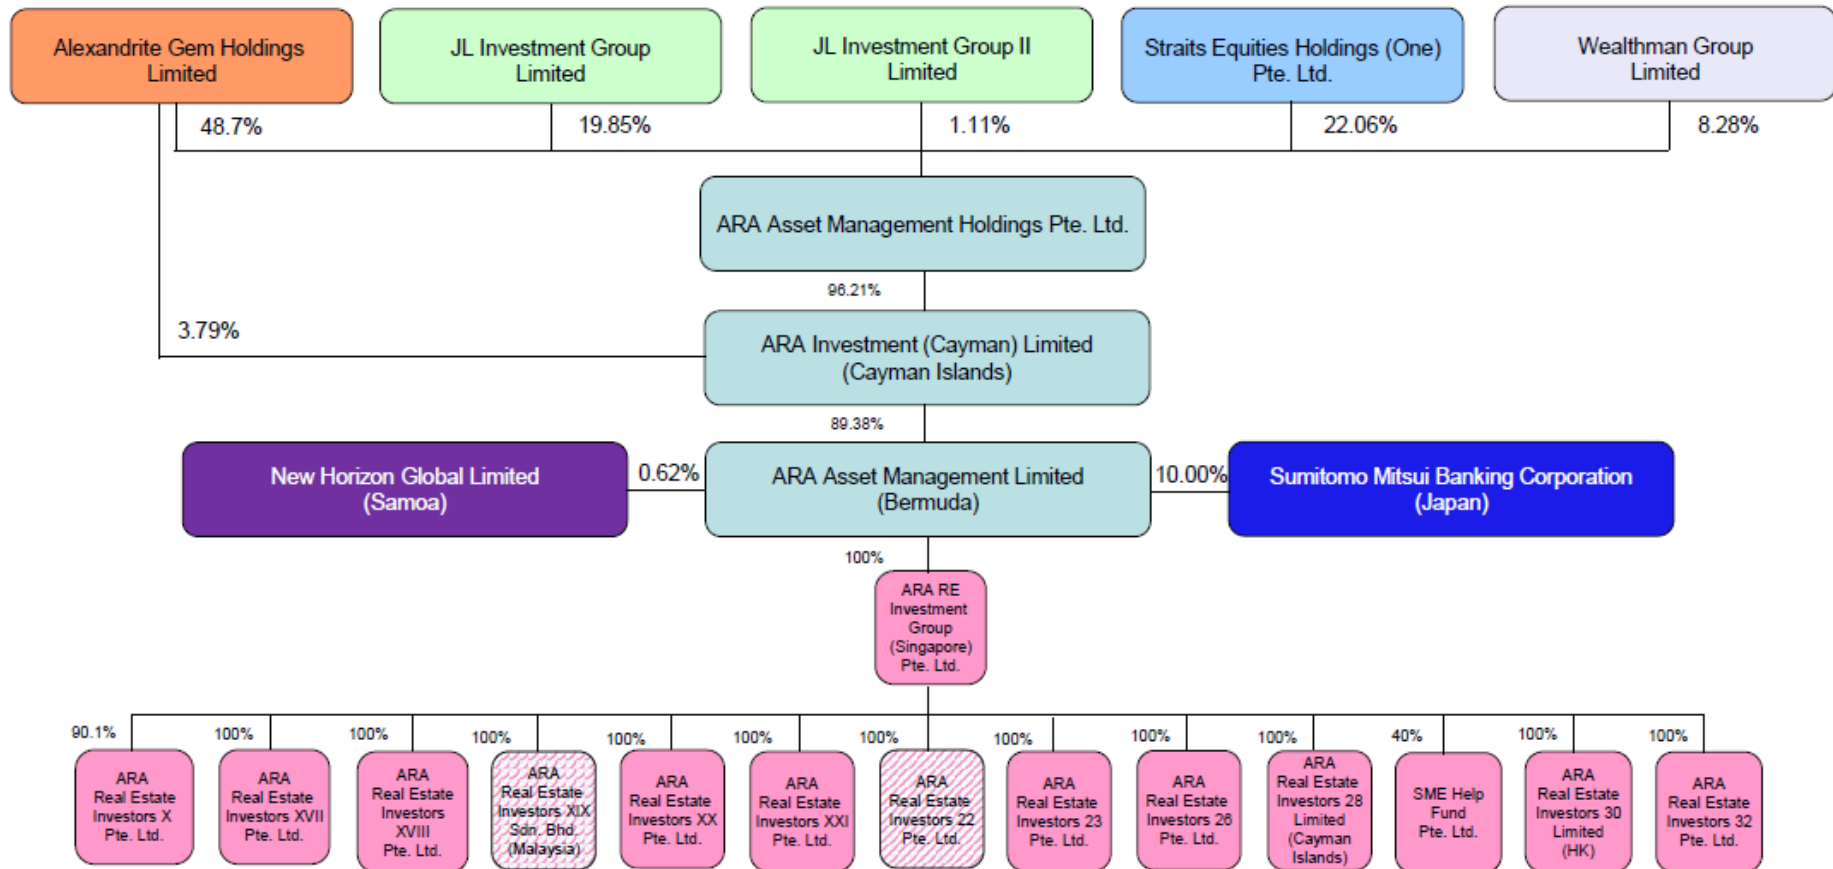 Alexandrite Gem Holdings
Limited
JL Investment Group
Limited
JL Investment Group II
Limited
Straits Equities Holdings (One)
Pte. Ltd.
Wealthman Group
Limited
48.7%
19.85%
1.11%
22.06%
8.28%
ARA Asset Management Holdings Pte. Ltd.
96.21%
3.79%
ARA Investment (Cayman) Limited
(Cayman Islands)
89.38%
New Horizon Global Limited
(Samoa)
0.62%
ARA Asset Management Limited
(Bermuda)
10.00%
Sumitomo Mitsui Banking Corporation
(Japan)
100%
ARA RE
Investment
Group
(Singapore)
Pte. Ltd.
90.1%
100%
100%
100%
100%
100%
100%
100%
100%
100%
40%
100%
100%
ARA
Real Estate
Investors X
Pte. Ltd.
ARA
Real Estate
Investors XVII
Pte. Ltd.
ARA
Real Estate
Investors
XVIII
Pte. Ltd.
ARA
Real Estate
Investors XIX
Sdn. Bhd.
(Malaysia)
ARA
Real Estate
Investors XX
Pte. Ltd.
ARA
Real Estate
Investors XXI
Pte. Ltd.
ARA
Real Estate
Investors 22
Pte. Ltd.
ARA
Real Estate
Investors 23
Pte. Ltd.
ARA
Real Estate
Investors 26
Pte. Ltd.
ARA
Real Estate
Investors 28
Limited
(Cayman
Islands)
SME Help
Fund
Pte. Ltd.
ARA
Real Estate
Investors 30
Limited
(HK)
ARA
Real Estate
Investors 32
Pte. Ltd.